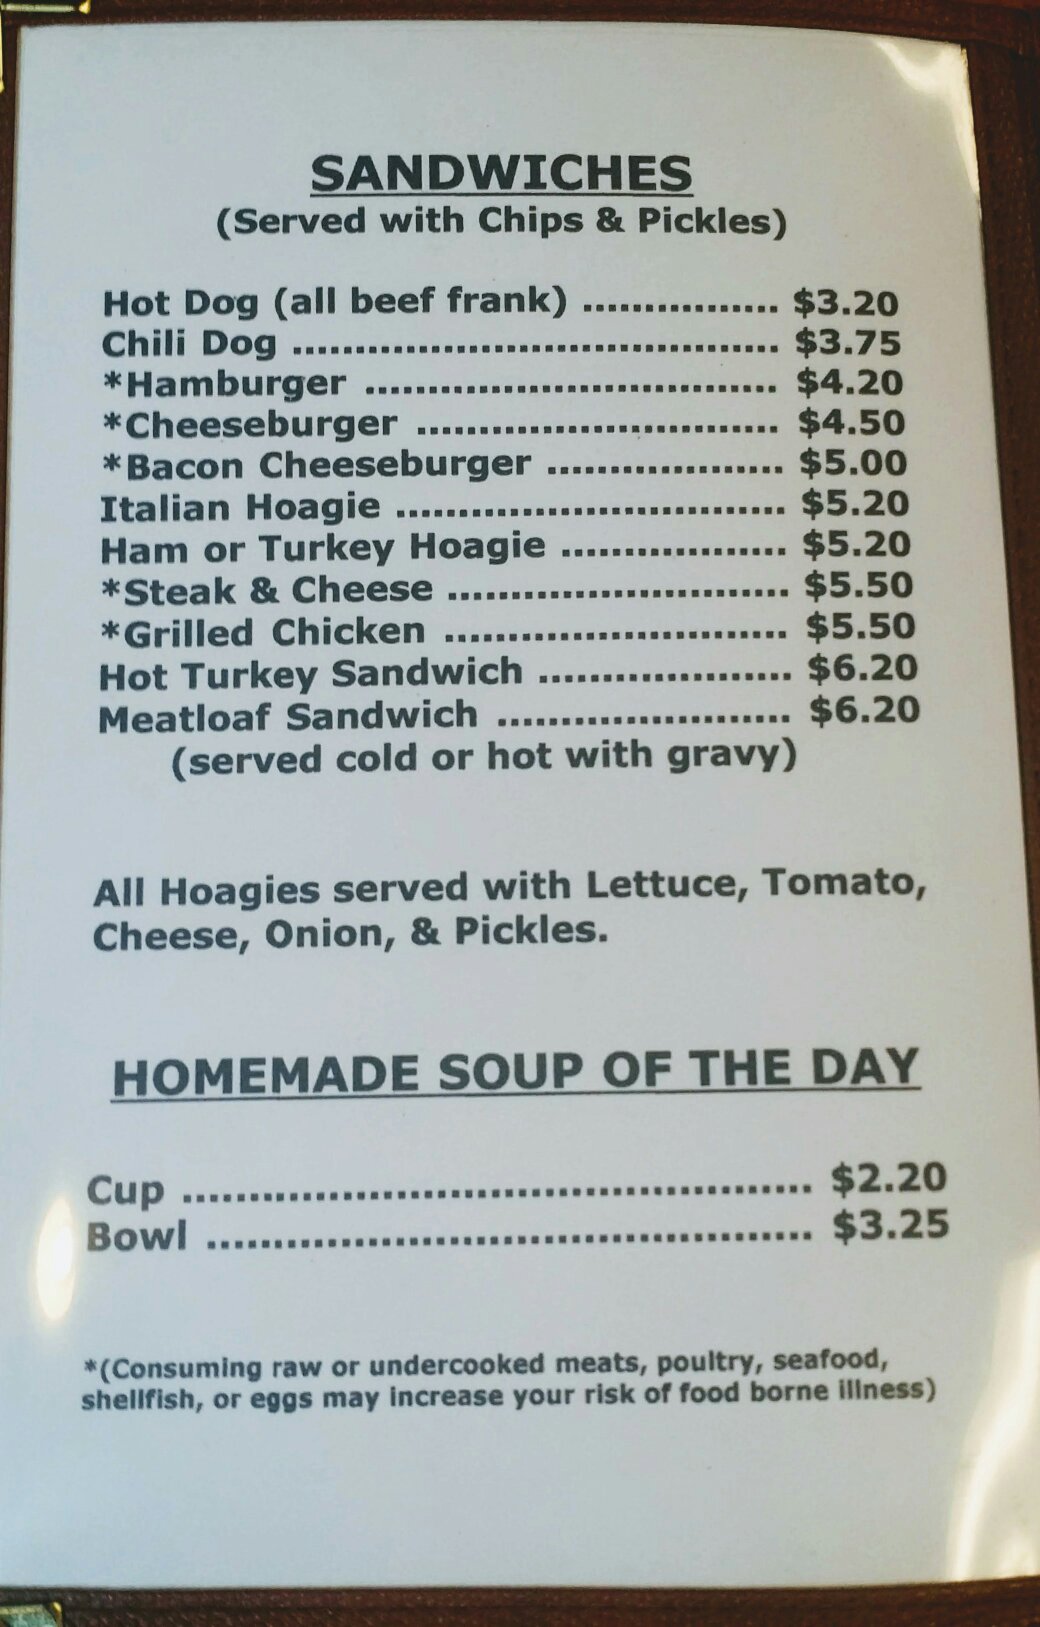 SANDWICHES
(Served with Chips & Pickles)
Hot Dog (all beef frank) ................ $3.20
Chili Dog ...................................... $3.75
*Hamburger ................................ $4.20
*Cheeseburger ............................ $4.50
*Bacon Cheeseburger ................... $5.00
Italian Hoagie ............................... $5.20
Ham or Turkey Hoagie .................. $5.20
*Steak & Cheese ........................... $5.50
*Grilled Chicken ........................... $5.50
Hot Turkey Sandwich .................... $6.20
Meatloaf Sandwich ....................... $6.20
(served cold or hot with gravy)
All Hoagies served with Lettuce, Tomato,
Cheese, Onion, & Pickles.
HOMEMADE SOUP OF THE DAY
Cup ............................................... $2.20
Bowl ............................................. $3.25
*(Consuming raw or undercooked meats, poultry, seafood,
shellfish, or eggs may increase your risk of food borne illness)